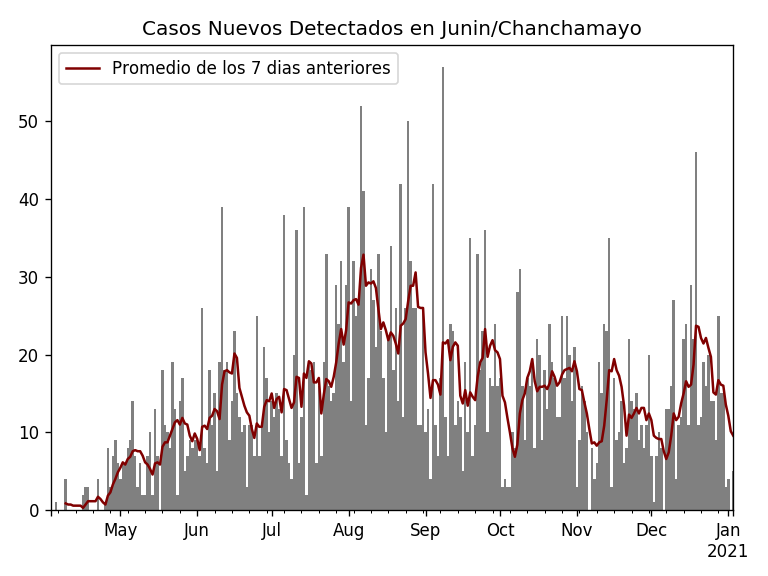 Casos Nuevos Detectados en Junin/Chanchamayo
Promedio de los 7 dias anteriores
50
40
30
20
10
0
May Jun Jul Aug Sep Oct Nov Dec Jan
2021